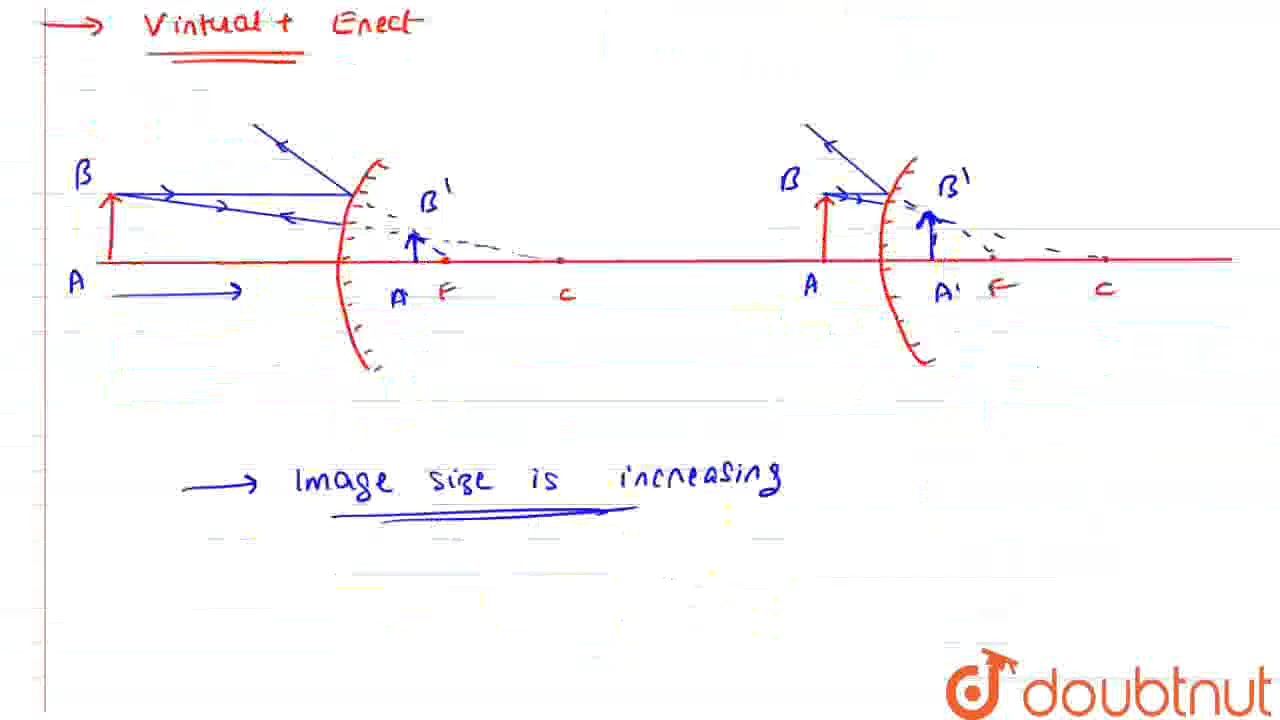 → Virtual + Erect
B B' B B'
A A' F C A A' F C
→ Image size is increasing
doubtnut